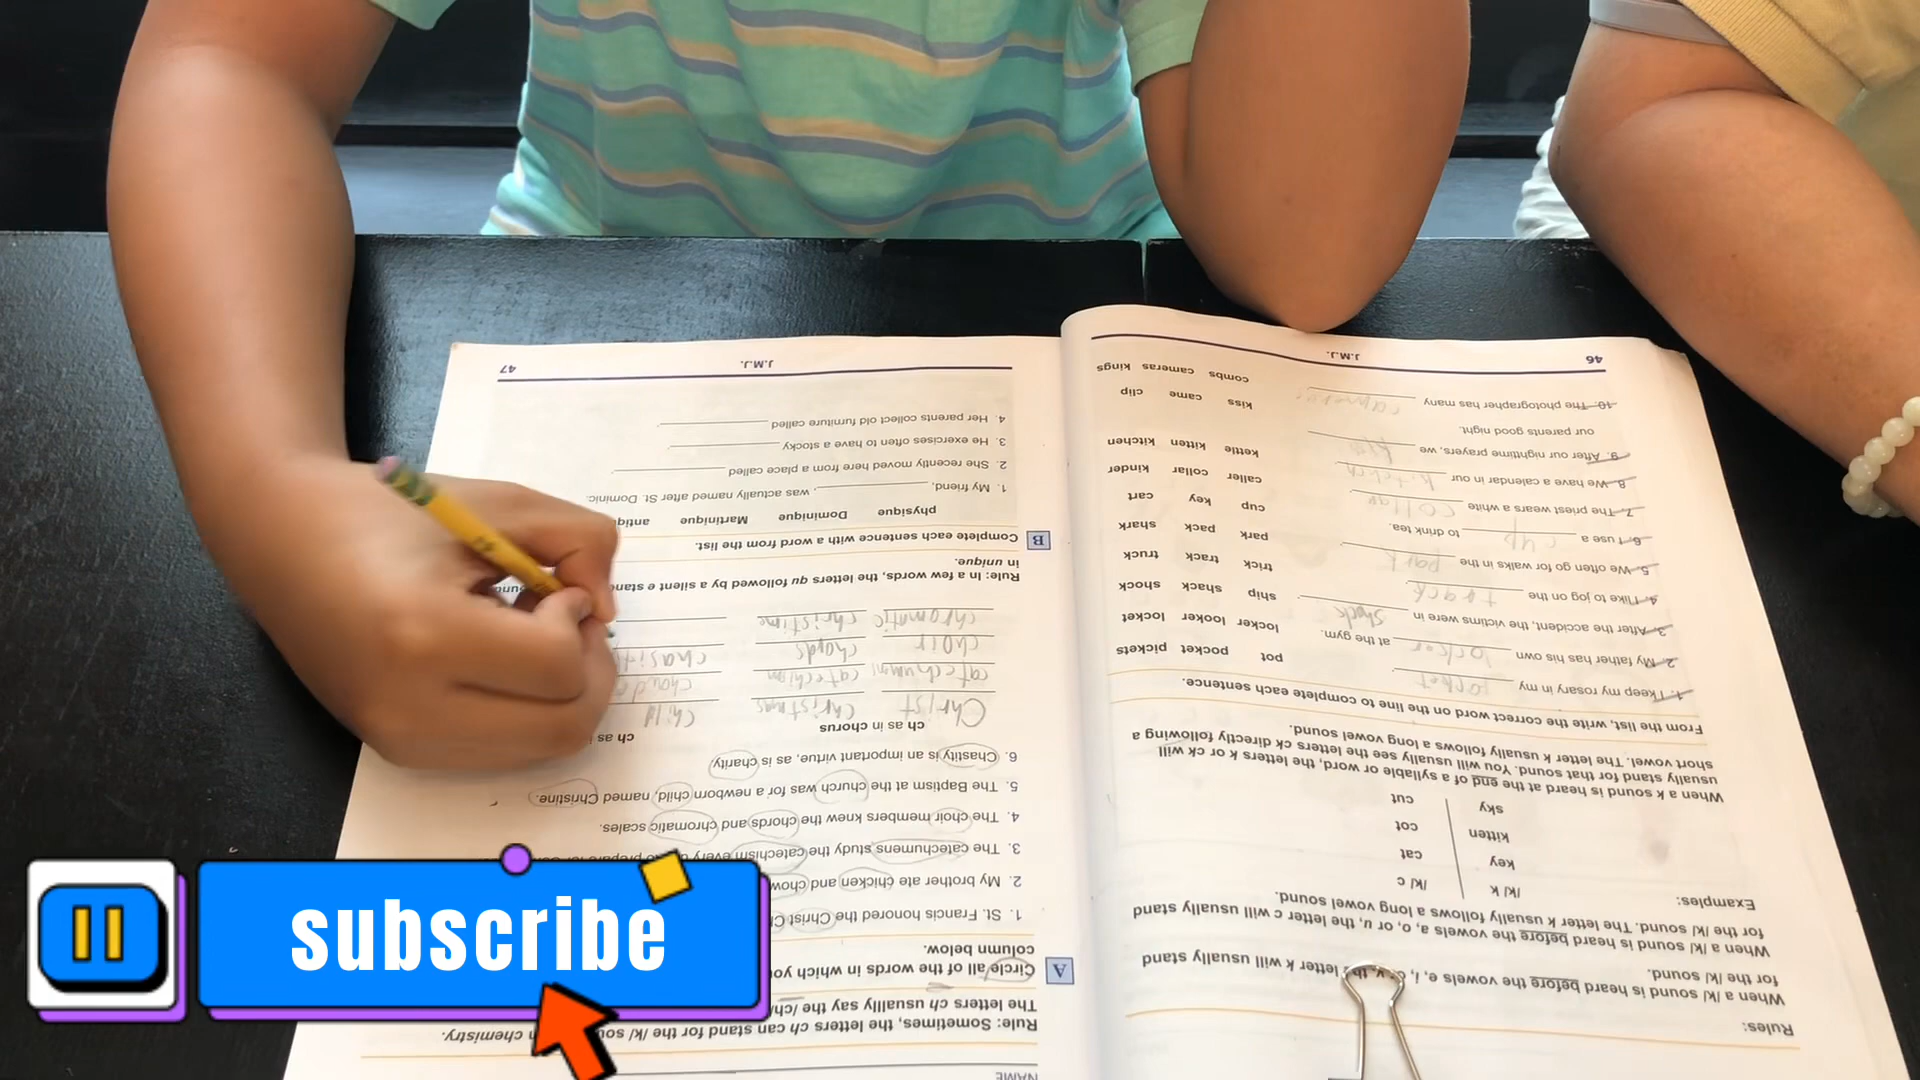 Rules:
When a /k/ sound is heard before the vowels e, i, or y, the letter k will usually stand
for the /k/ sound.
When a /k/ sound is heard before the vowels a, o, or u, the letter c will usually stand
for the /k/ sound. The letter k usually follows a long vowel sound.
Examples:
/k/ k /k/ c
key cat
kitten cot
sky cut
When a k sound is heard at the end of a syllable or word, the letters k or ck will
usually stand for that sound. You will usually see the letters ck directly following a
short vowel. The letter k usually follows a long vowel sound.
From the list, write the correct word on the line to complete each sentence.
1. I keep my rosary in my pocket
2. My father has his own locker at the gym.
3. After the accident, the victims were in shock
4. I like to jog on the track
5. We often go for walks in the park
6. I use a cup to drink tea.
7. The priest wears a white collar
8. We have a calendar in our
9. After our nighttime prayers, we kiss
our parents good night.
10. The photographer has many
pot pocket pickets
locker looker locket
ship shack shock
trick track truck
park pack shark
cup key cart
caller collar kinder
kettle kitten kitchen
kiss came clip
combs cameras kings
46
J.M.J.
NAME
Rule: Sometimes, the letters ch can stand for the /k/ chemistry.
The letters ch usually say the /ch/
A Circle all of the words in which
column below.
1. St. Francis honored the Christ
2. My brother ate chicken and
3. The catechumens study the catechism every
4. The choir members knew the chords and chromatic scales.
5. The Baptism at the church was for a newborn child, named Christine.
6. Chastity is an important virtue, as is charity.
ch as in chorus ch as
Christ Christmas Child
catechism
choir chords
chromatic christine
Rule: In a few words, the letters qu followed by a silent e
in unique.
B Complete each sentence with a word from the list.
physique Dominique Martinique
1. My friend, , was actually named after St. Dominic.
2. She recently moved here from a place called .
3. He exercises often to have a stocky .
4. Her parents collect old furniture called .
J.M.J.
47
subscribe